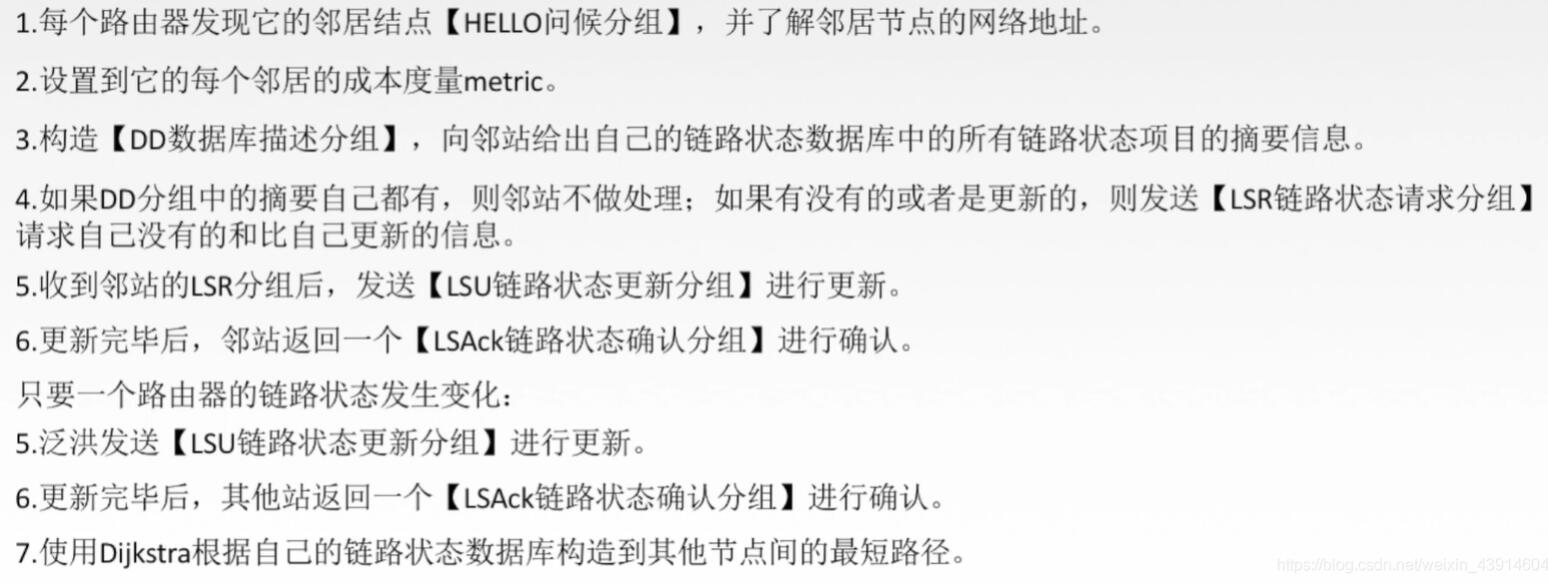 1.每个路由器发现它的邻居结点【HELLO问候分组】，并了解邻居节点的网络地址。
2.设置到它的每个邻居的成本度量metric。
3.构造【DD数据库描述分组】，向邻站给出自己的链路状态数据库中的所有链路状态项目的摘要信息。
4.如果DD分组中的摘要自己都有，则邻站不做处理；如果有没有的或者是更新的，则发送【LSR链路状态请求分组】
请求自己没有的和比自己更新的信息。
5.收到邻站的LSR分组后，发送【LSU链路状态更新分组】进行更新。
6.更新完毕后，邻站返回一个【LSAck链路状态确认分组】进行确认。
只要一个路由器的链路状态发生变化：
5.泛洪发送【LSU链路状态更新分组】进行更新。
6.更新完毕后，其他站返回一个【LSAck链路状态确认分组】进行确认。
7.使用Dijkstra根据自己的链路状态数据库构造到其他节点间的最短路径。
https://blog.csdn.net/weixin_43914604